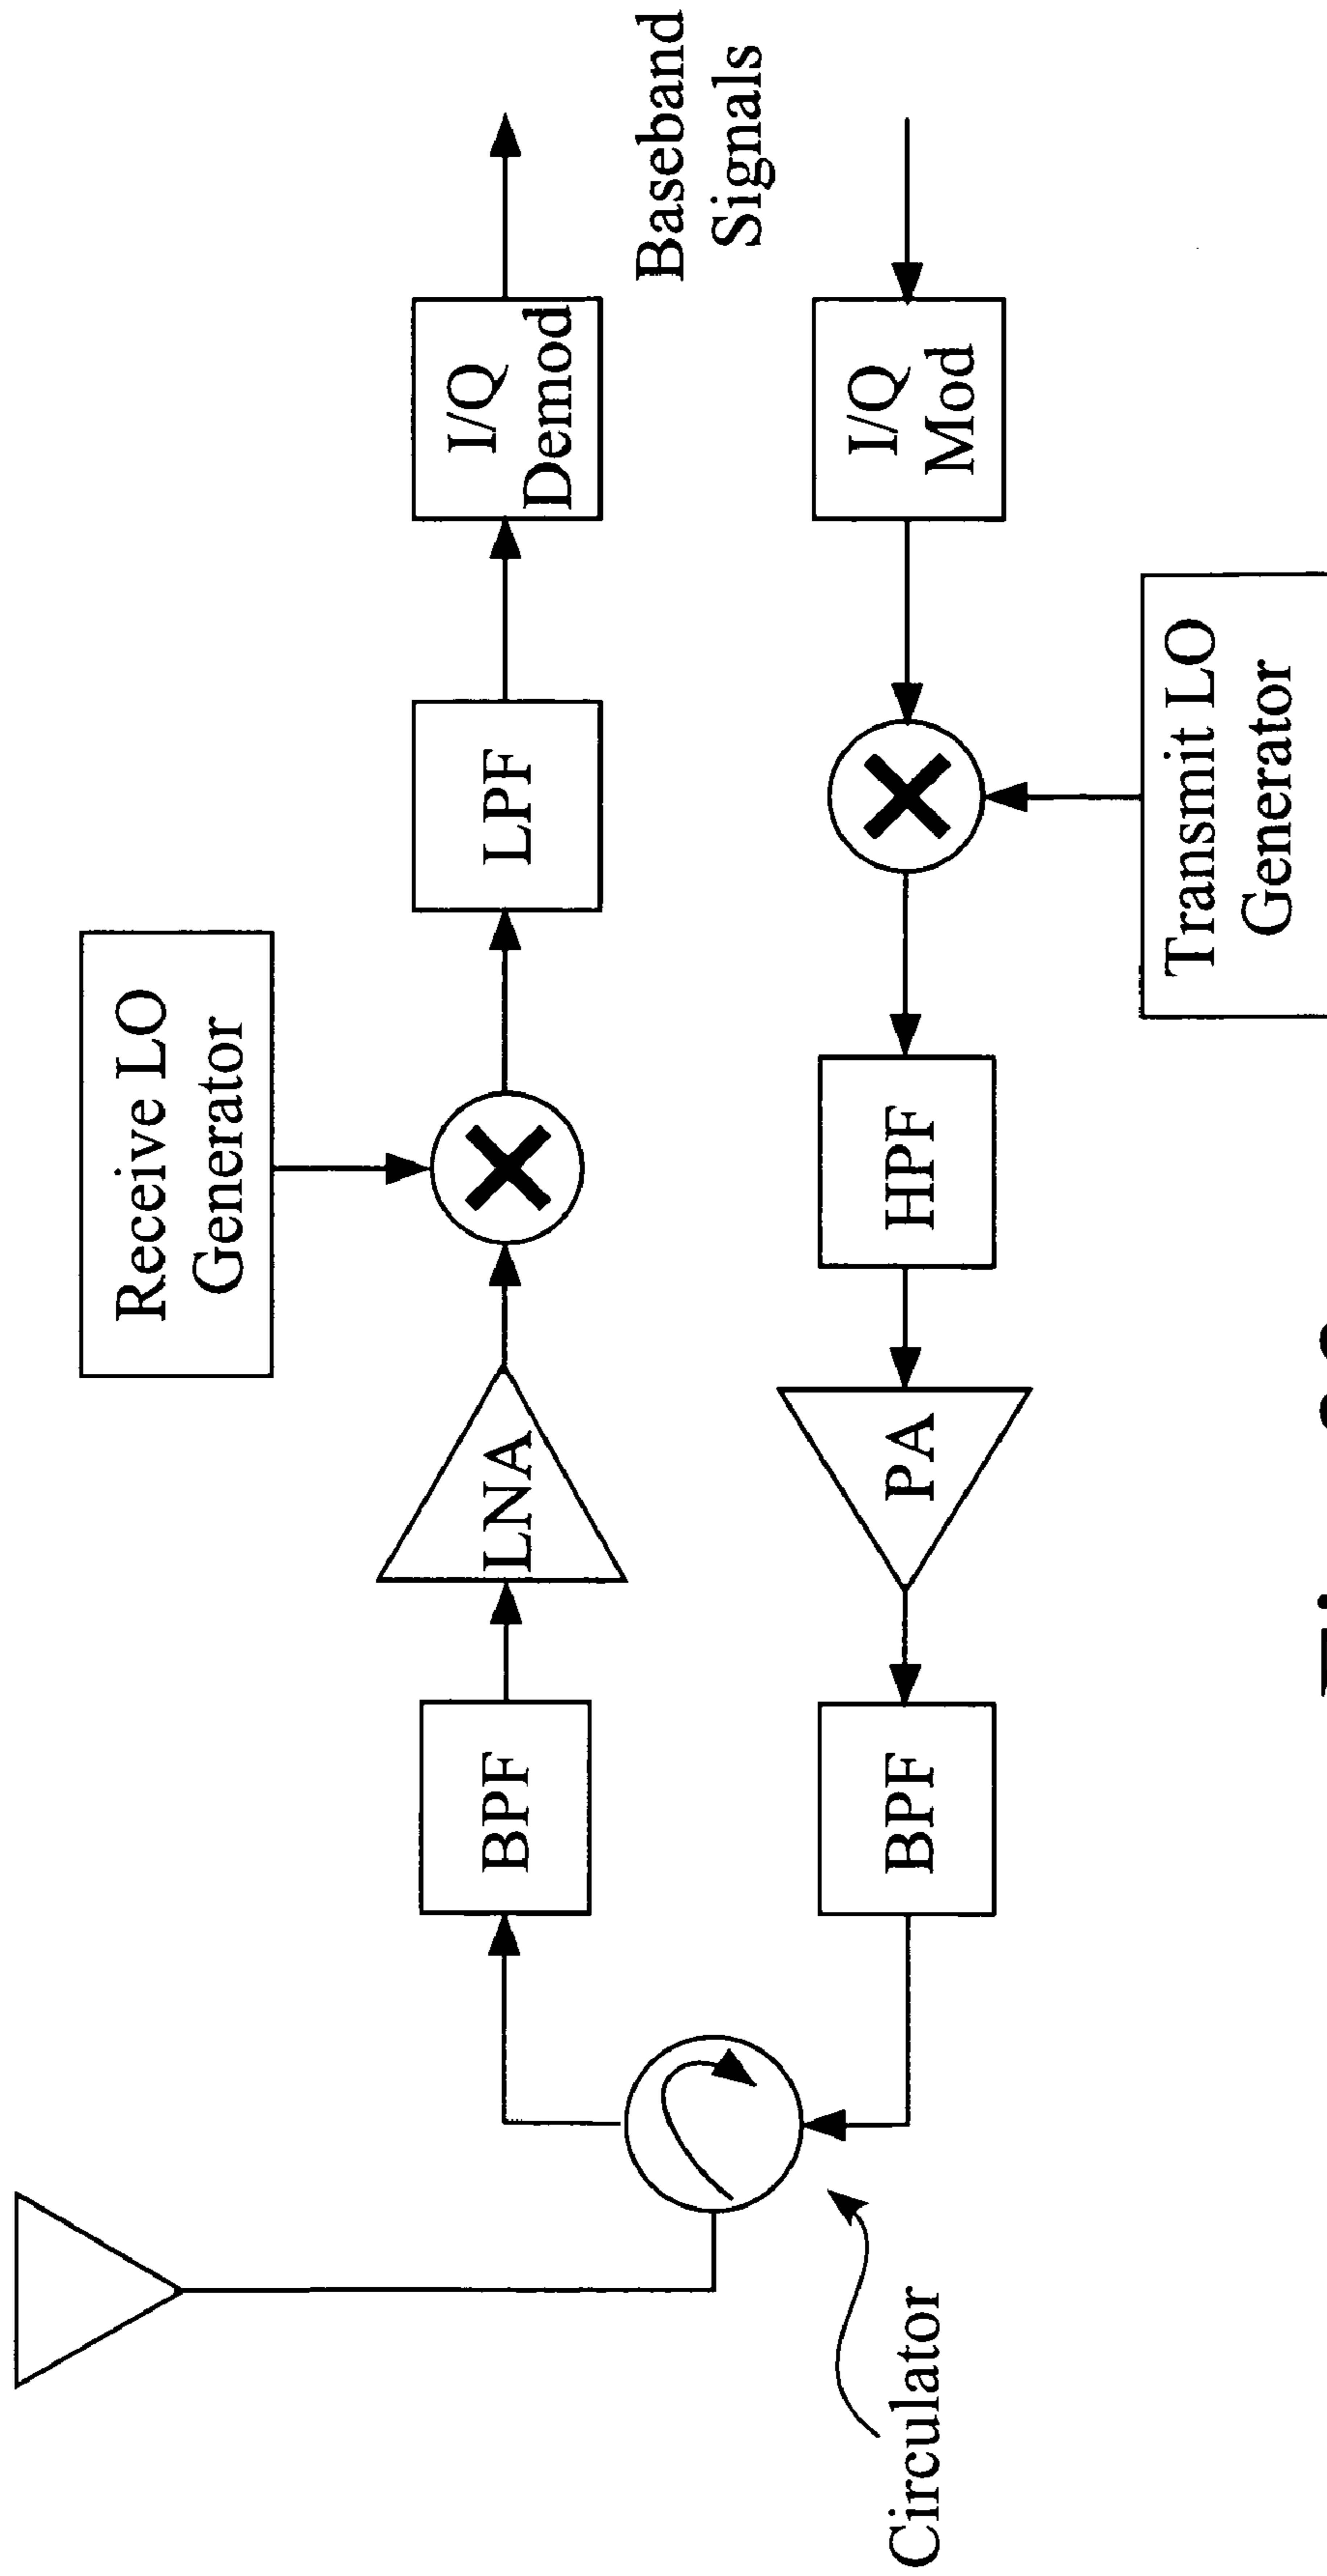 Receive LO
Generator
BPF
LNA
LPF
I/Q
Demod
Baseband
Signals
Circulator
BPF
PA
HPF
I/Q
Mod
Transmit LO
Generator